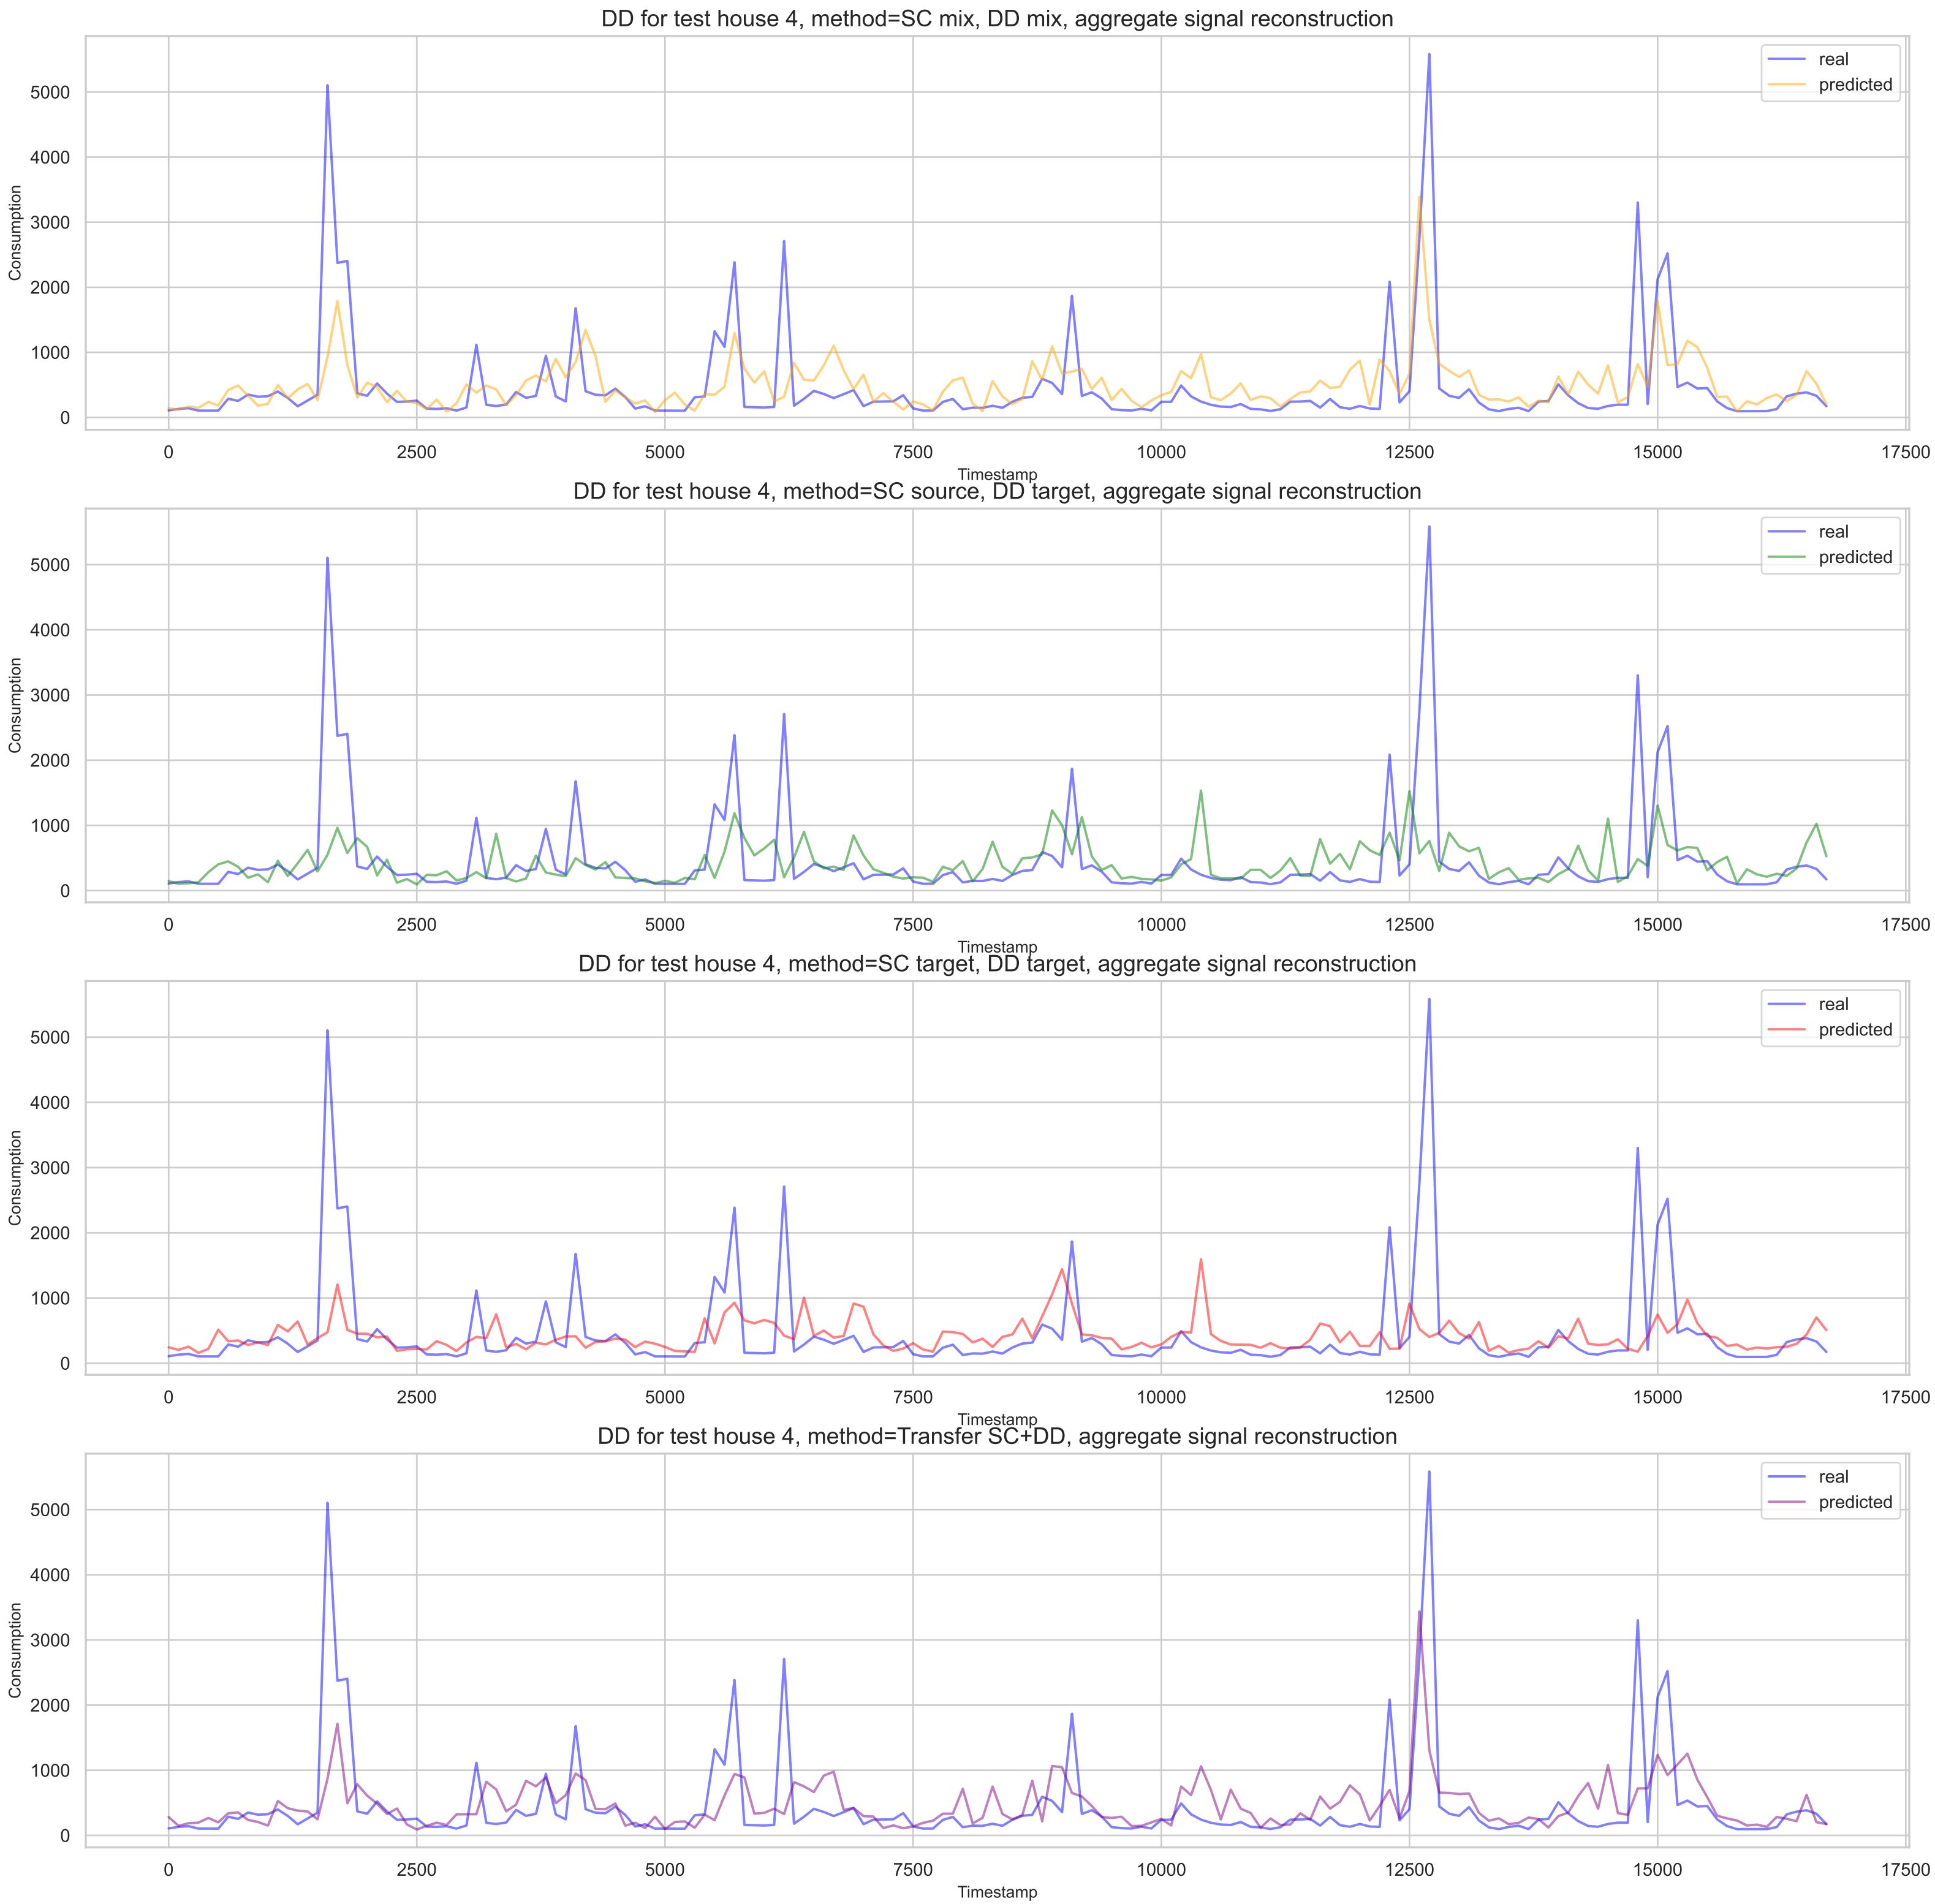 DD for test house 4, method=SC mix, DD mix, aggregate signal reconstruction
real
predicted
5000
4000
3000
2000
1000
0
Consumption
0 2500 5000 7500 10000 12500 15000 17500
Timestamp
DD for test house 4, method=SC source, DD target, aggregate signal reconstruction
real
predicted
5000
4000
3000
2000
1000
0
Consumption
0 2500 5000 7500 10000 12500 15000 17500
Timestamp
DD for test house 4, method=SC target, DD target, aggregate signal reconstruction
real
predicted
5000
4000
3000
2000
1000
0
Consumption
0 2500 5000 7500 10000 12500 15000 17500
Timestamp
DD for test house 4, method=Transfer SC+DD, aggregate signal reconstruction
real
predicted
5000
4000
3000
2000
1000
0
Consumption
0 2500 5000 7500 10000 12500 15000 17500
Timestamp